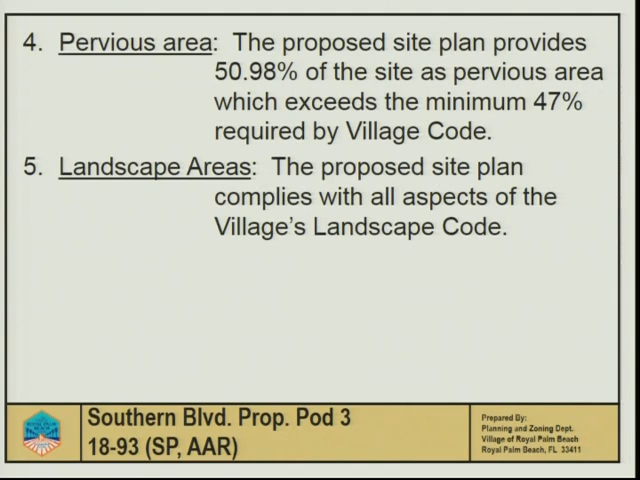 4. Pervious area: The proposed site plan provides
50.98% of the site as pervious area
which exceeds the minimum 47%
required by Village Code.
5. Landscape Areas: The proposed site plan
complies with all aspects of the
Village's Landscape Code.
Southern Blvd. Prop. Pod 3
18-93 (SP, AAR)
Prepared By:
Planning and Zoning Dept.
Village of Royal Palm Beach
Royal Palm Beach, FL 33411